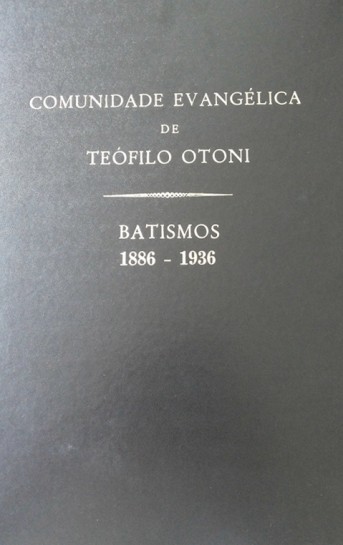 COMUNIDADE EVANGÉLICA
DE
TEÓFILO OTONI
BATISMOS
1886 - 1936